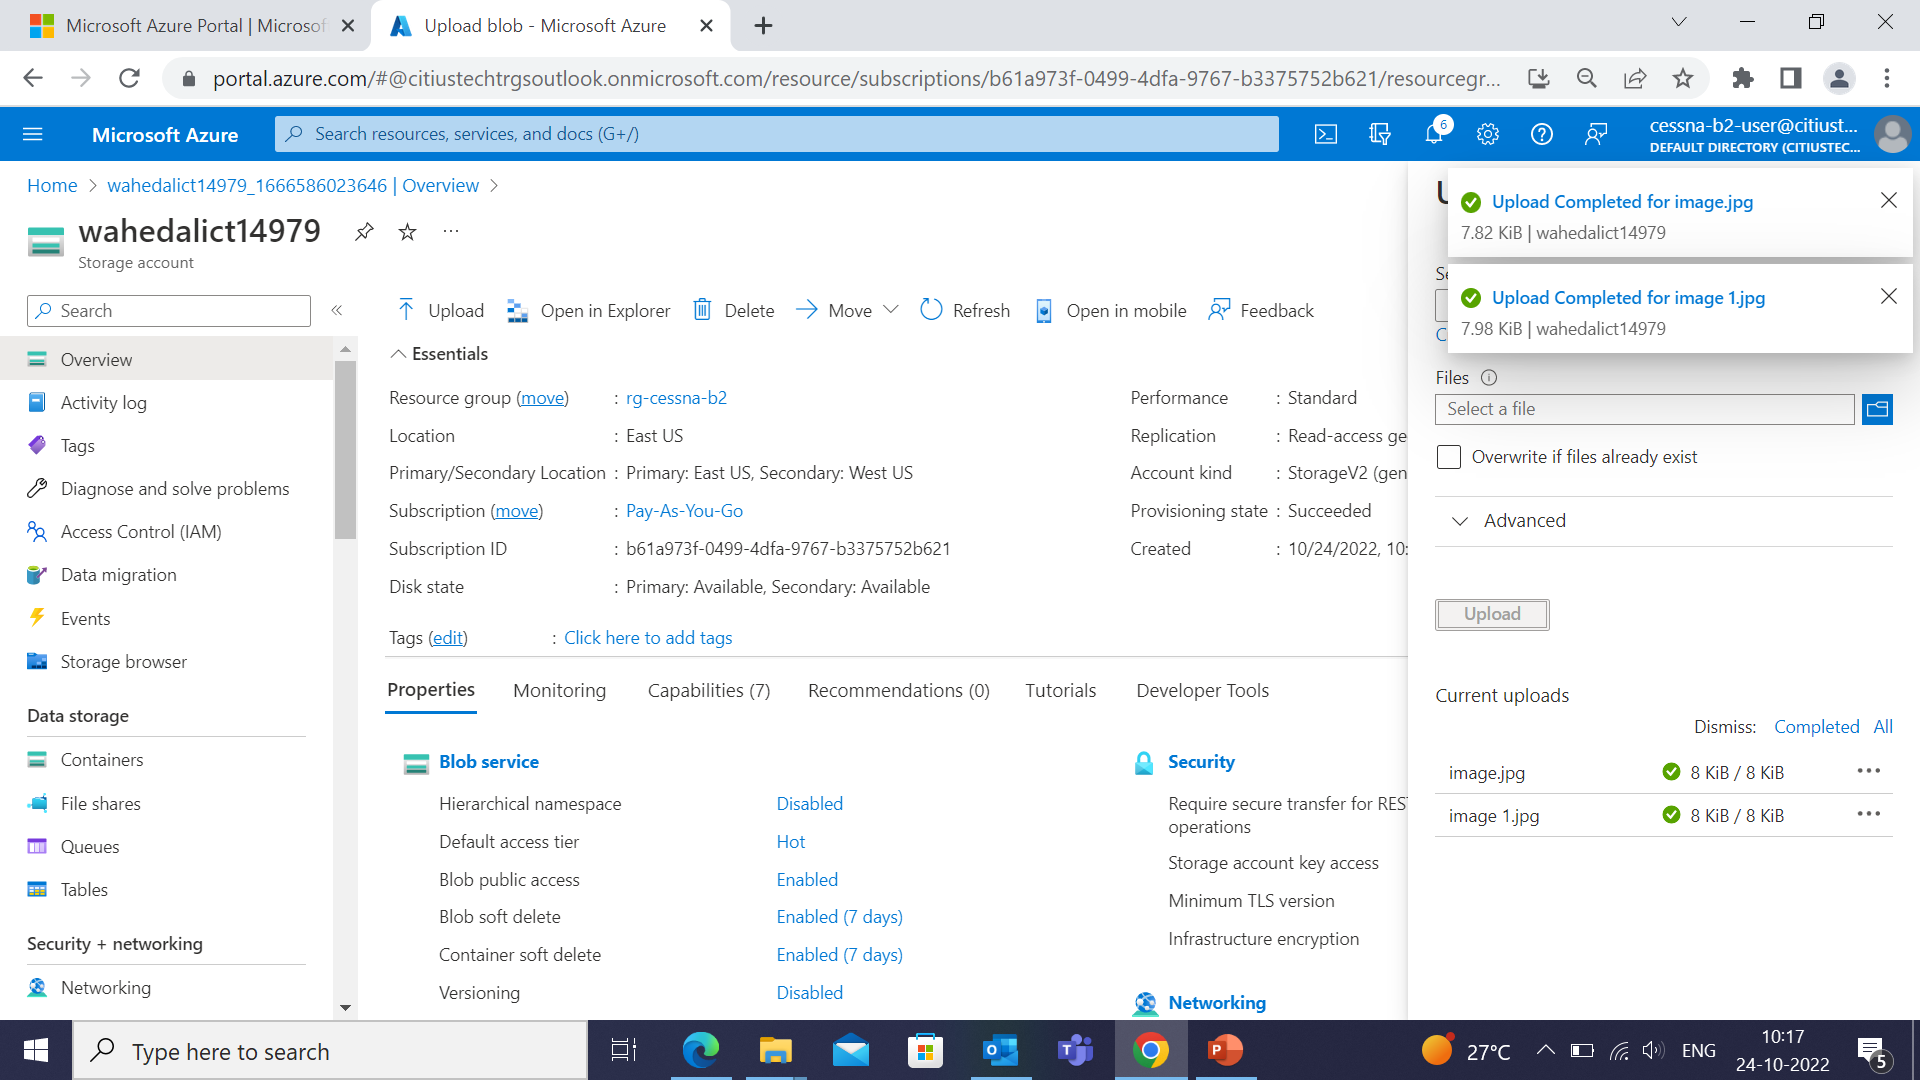 Microsoft Azure Portal | Microsof
Upload blob - Microsoft Azure
portal.azure.com/#@citiustechtrgsoutlook.onmicrosoft.com/resource/subscriptions/b61a973f-0499-4dfa-9767-b3375752b621/resourcegr...
Microsoft Azure
Search resources, services, and docs (G+/)
6
cessna-b2-user@citiust...
DEFAULT DIRECTORY (CITIUSTEC...
Home > wahedalict14979_1666586023646 | Overview >
wahedalict14979
Storage account
Search
Overview
Activity log
Tags
Diagnose and solve problems
Access Control (IAM)
Data migration
Events
Storage browser
Data storage
Containers
File shares
Queues
Tables
Security + networking
Networking
Upload
Open in Explorer
Delete
Move
Refresh
Open in mobile
Feedback
Essentials
Resource group (move) : rg-cessna-b2
Location : East US
Primary/Secondary Location : Primary: East US, Secondary: West US
Subscription (move) : Pay-As-You-Go
Subscription ID : b61a973f-0499-4dfa-9767-b3375752b621
Disk state : Primary: Available, Secondary: Available
Tags (edit) : Click here to add tags
Performance : Standard
Replication : Read-access ge
Account kind : StorageV2 (gen
Provisioning state : Succeeded
Created : 10/24/2022, 10:
Properties
Monitoring
Capabilities (7)
Recommendations (0)
Tutorials
Developer Tools
Blob service
Hierarchical namespace Disabled
Default access tier Hot
Blob public access Enabled
Blob soft delete Enabled (7 days)
Container soft delete Enabled (7 days)
Versioning Disabled
Security
Require secure transfer for REST
operations
Storage account key access
Minimum TLS version
Infrastructure encryption
Networking
Upload Completed for image.jpg
7.82 KiB | wahedalict14979
Upload Completed for image 1.jpg
7.98 KiB | wahedalict14979
Files
Select a file
Overwrite if files already exist
Advanced
Upload
Current uploads
Dismiss: Completed All
image.jpg 8 KiB / 8 KiB
image 1.jpg 8 KiB / 8 KiB
Type here to search
27°C
ENG
10:17
24-10-2022
5